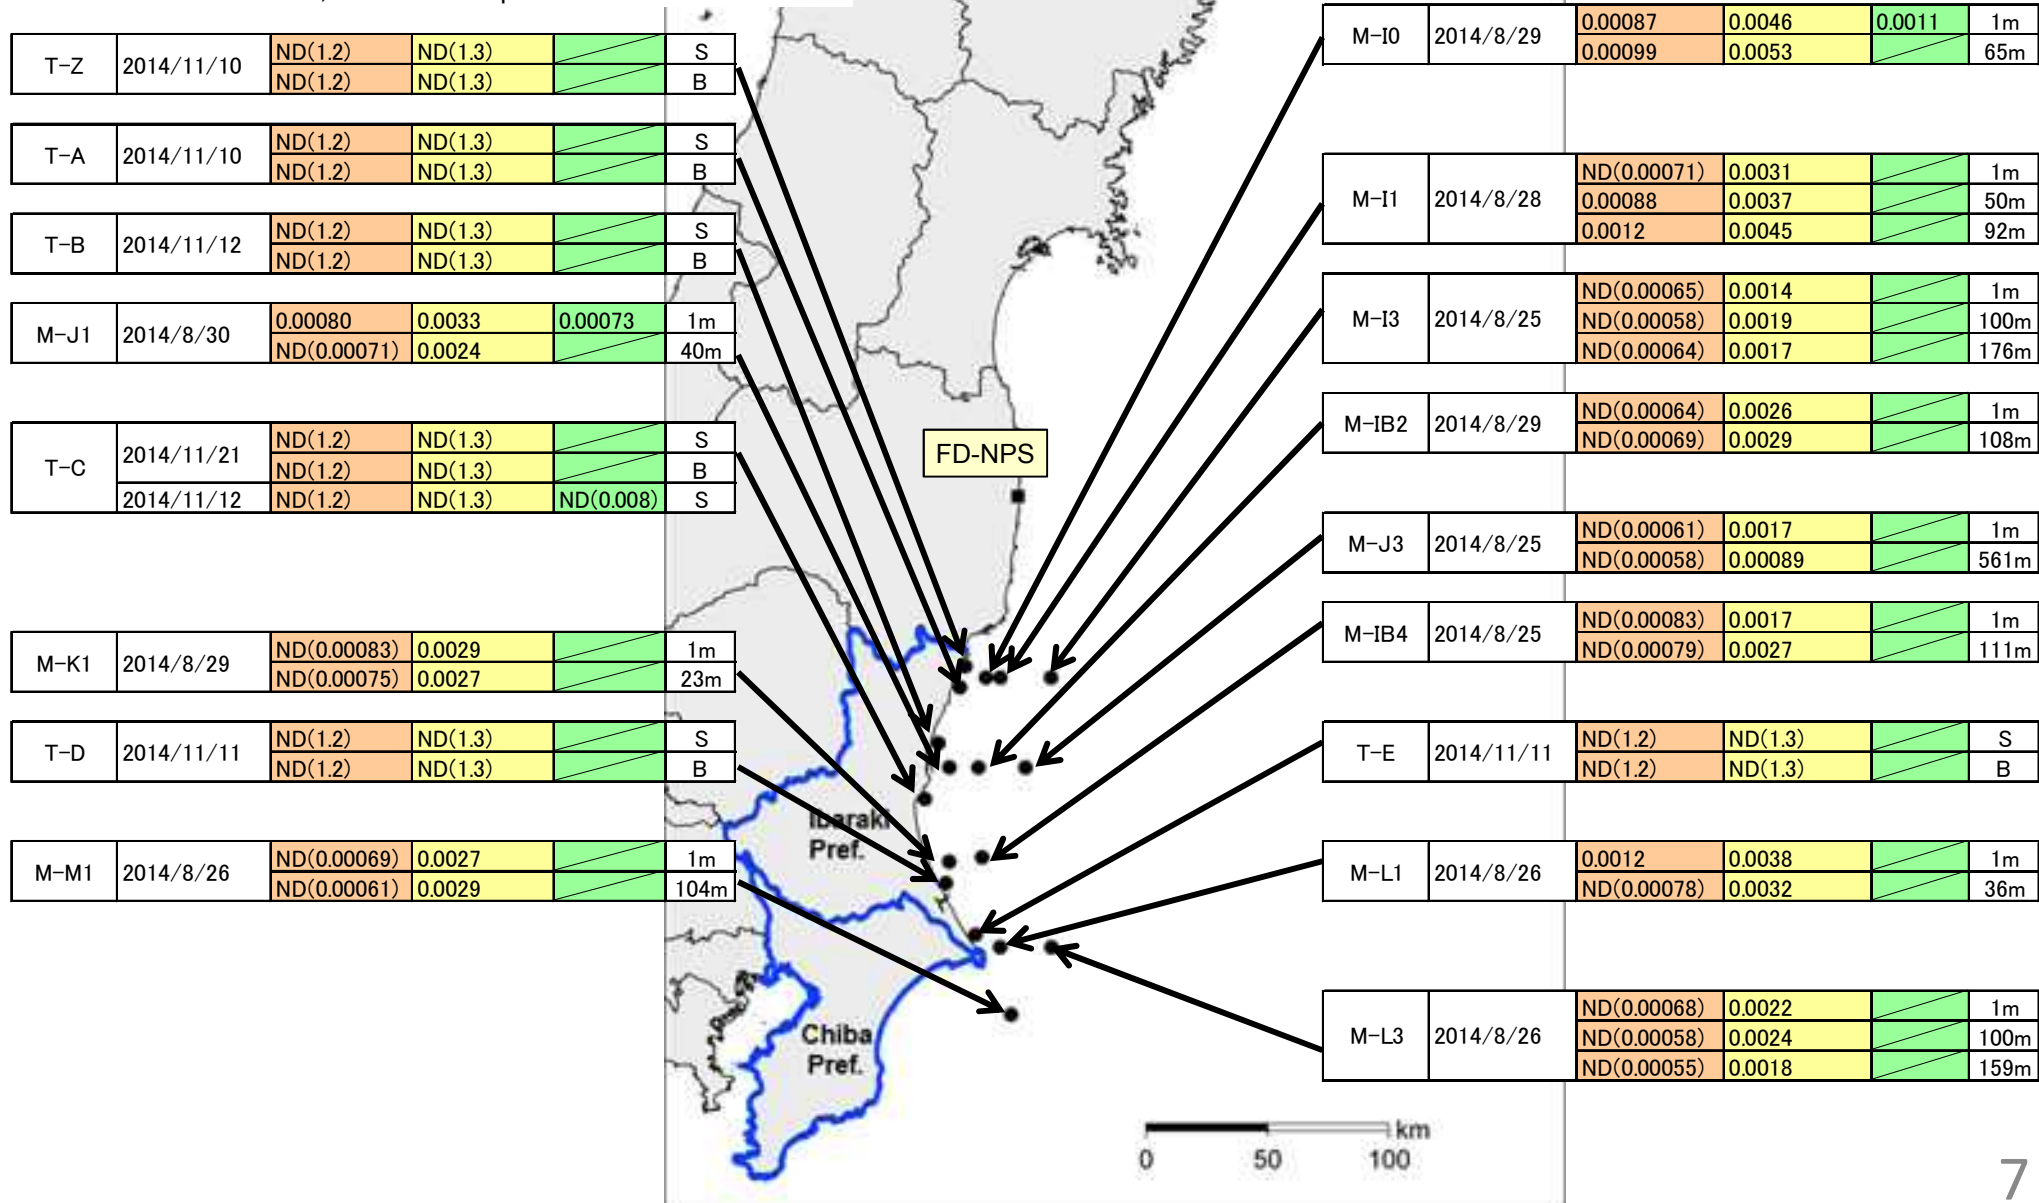 T-Z 2014/11/10 ND(1.2) ND(1.3) S
ND(1.2) ND(1.3) B
T-A 2014/11/10 ND(1.2) ND(1.3) S
ND(1.2) ND(1.3) B
T-B 2014/11/12 ND(1.2) ND(1.3) S
ND(1.2) ND(1.3) B
M-J1 2014/8/30 0.00080 0.0033 0.00073 1m
ND(0.00071) 0.0024 40m
T-C 2014/11/21 ND(1.2) ND(1.3) S
ND(1.2) ND(1.3) B
2014/11/12 ND(1.2) ND(1.3) ND(0.008) S
M-K1 2014/8/29 ND(0.00083) 0.0029 1m
ND(0.00075) 0.0027 23m
T-D 2014/11/11 ND(1.2) ND(1.3) S
ND(1.2) ND(1.3) B
M-M1 2014/8/26 ND(0.00069) 0.0027 1m
ND(0.00061) 0.0029 104m
FD-NPS
Ibaraki
Pref.
Chiba
Pref.
km
0 50 100
M-I0 2014/8/29 0.00087 0.0046 0.0011 1m
0.00099 0.0053 65m
M-I1 2014/8/28 ND(0.00071) 0.0031 1m
0.00088 0.0037 50m
0.0012 0.0045 92m
M-I3 2014/8/25 ND(0.00065) 0.0014 1m
ND(0.00058) 0.0019 100m
ND(0.00064) 0.0017 176m
M-IB2 2014/8/29 ND(0.00064) 0.0026 1m
ND(0.00069) 0.0029 108m
M-J3 2014/8/25 ND(0.00061) 0.0017 1m
ND(0.00058) 0.00089 561m
M-IB4 2014/8/25 ND(0.00083) 0.0017 1m
ND(0.00079) 0.0027 111m
T-E 2014/11/11 ND(1.2) ND(1.3) S
ND(1.2) ND(1.3) B
M-L1 2014/8/26 0.0012 0.0038 1m
ND(0.00078) 0.0032 36m
M-L3 2014/8/26 ND(0.00068) 0.0022 1m
ND(0.00058) 0.0024 100m
ND(0.00055) 0.0018 159m
7